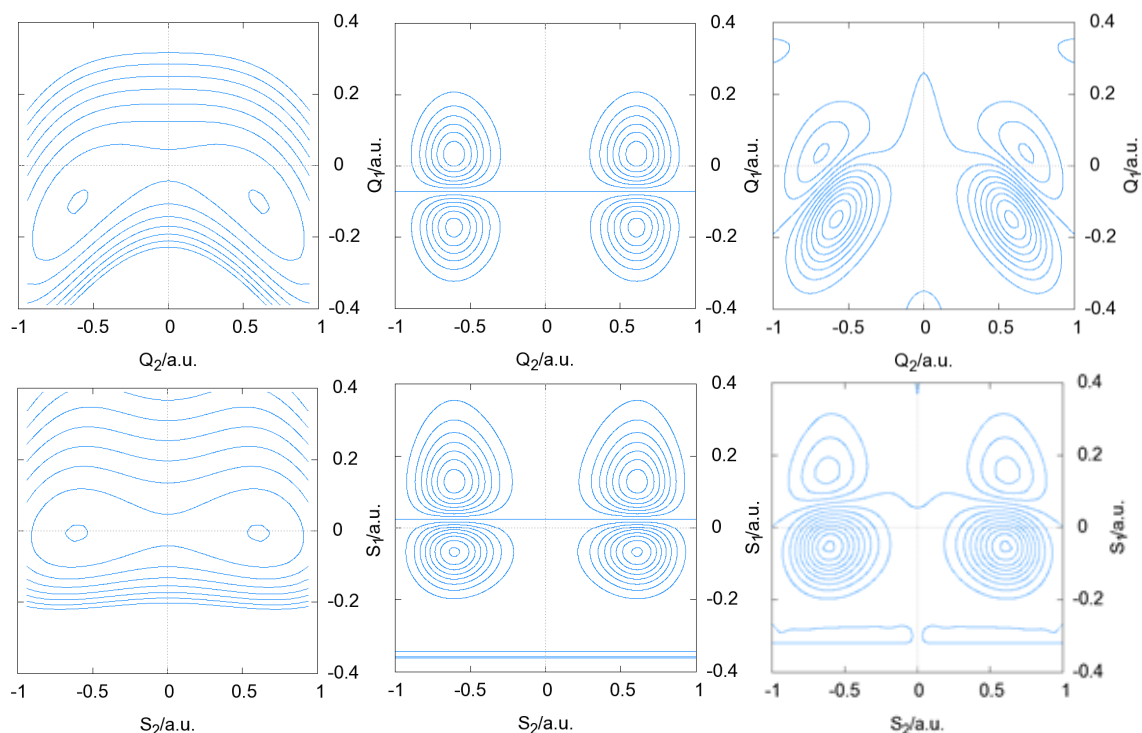 0.4 0.4 0.4
0.2 0.2 0.2
0 Q1/a.u. 0 Q1/a.u. 0 Q1/a.u.
-0.2 -0.2 -0.2
-0.4 -0.4 -0.4
-1 -0.5 0 0.5 1 -1 -0.5 0 0.5 1 -1 -0.5 0 0.5 1
Q2/a.u. Q2/a.u. Q2/a.u.
0.4 0.4 0.4
0.2 0.2 0.2
0 S1/a.u. 0 S1/a.u. 0 S1/a.u.
-0.2 -0.2 -0.2
-0.4 -0.4 -0.4
-1 -0.5 0 0.5 1 -1 -0.5 0 0.5 1 -1 -0.5 0 0.5 1
S2/a.u. S2/a.u. S2/a.u.